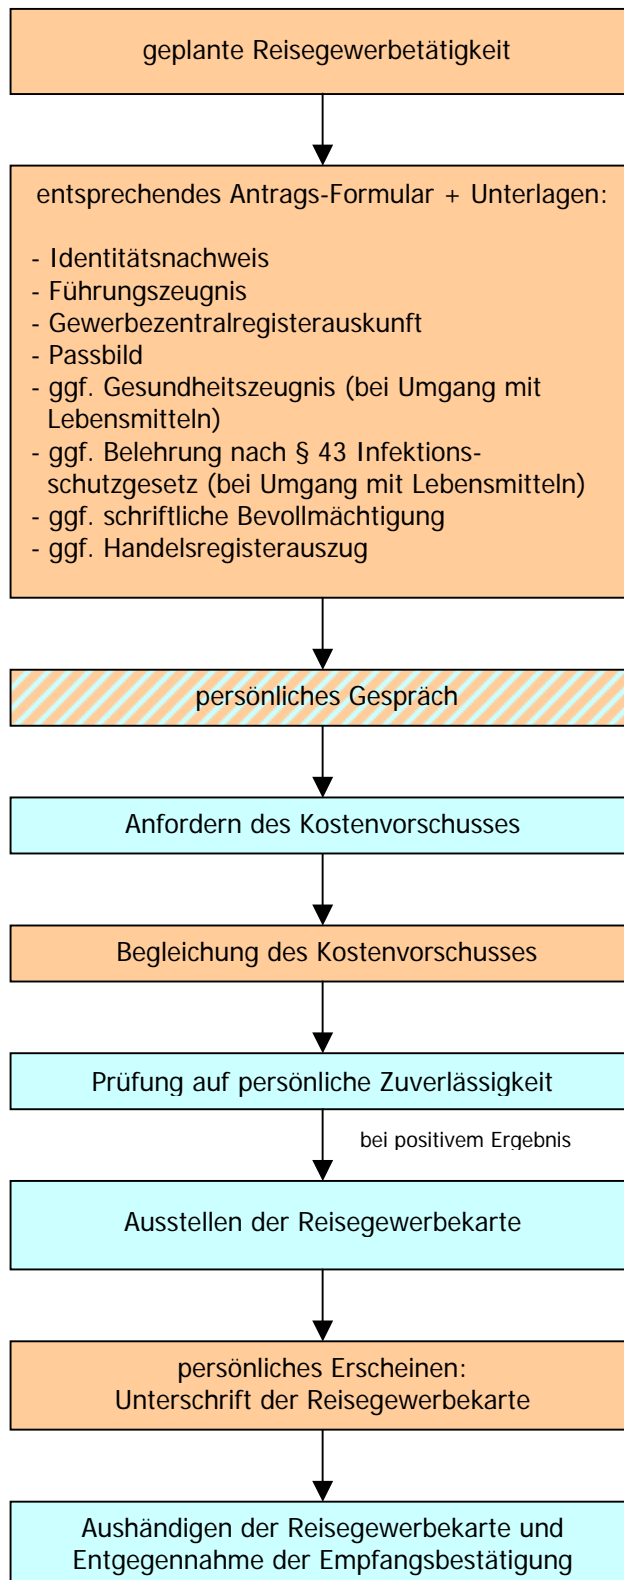 geplante Reisegewerbetätigkeit
entsprechendes Antrags-Formular + Unterlagen:
- Identitätsnachweis
- Führungszeugnis
- Gewerbezentralregisterauskunft
- Passbild
- ggf. Gesundheitszeugnis (bei Umgang mit
Lebensmitteln)
- ggf. Belehrung nach § 43 Infektions-
schutzgesetz (bei Umgang mit Lebensmitteln)
- ggf. schriftliche Bevollmächtigung
- ggf. Handelsregisterauszug
persönliches Gespräch
Anfordern des Kostenvorschusses
Begleichung des Kostenvorschusses
Prüfung auf persönliche Zuverlässigkeit
bei positivem Ergebnis
Ausstellen der Reisegewerbekarte
persönliches Erscheinen:
Unterschrift der Reisegewerbekarte
Aushändigen der Reisegewerbekarte und
Entgegennahme der Empfangsbestätigung